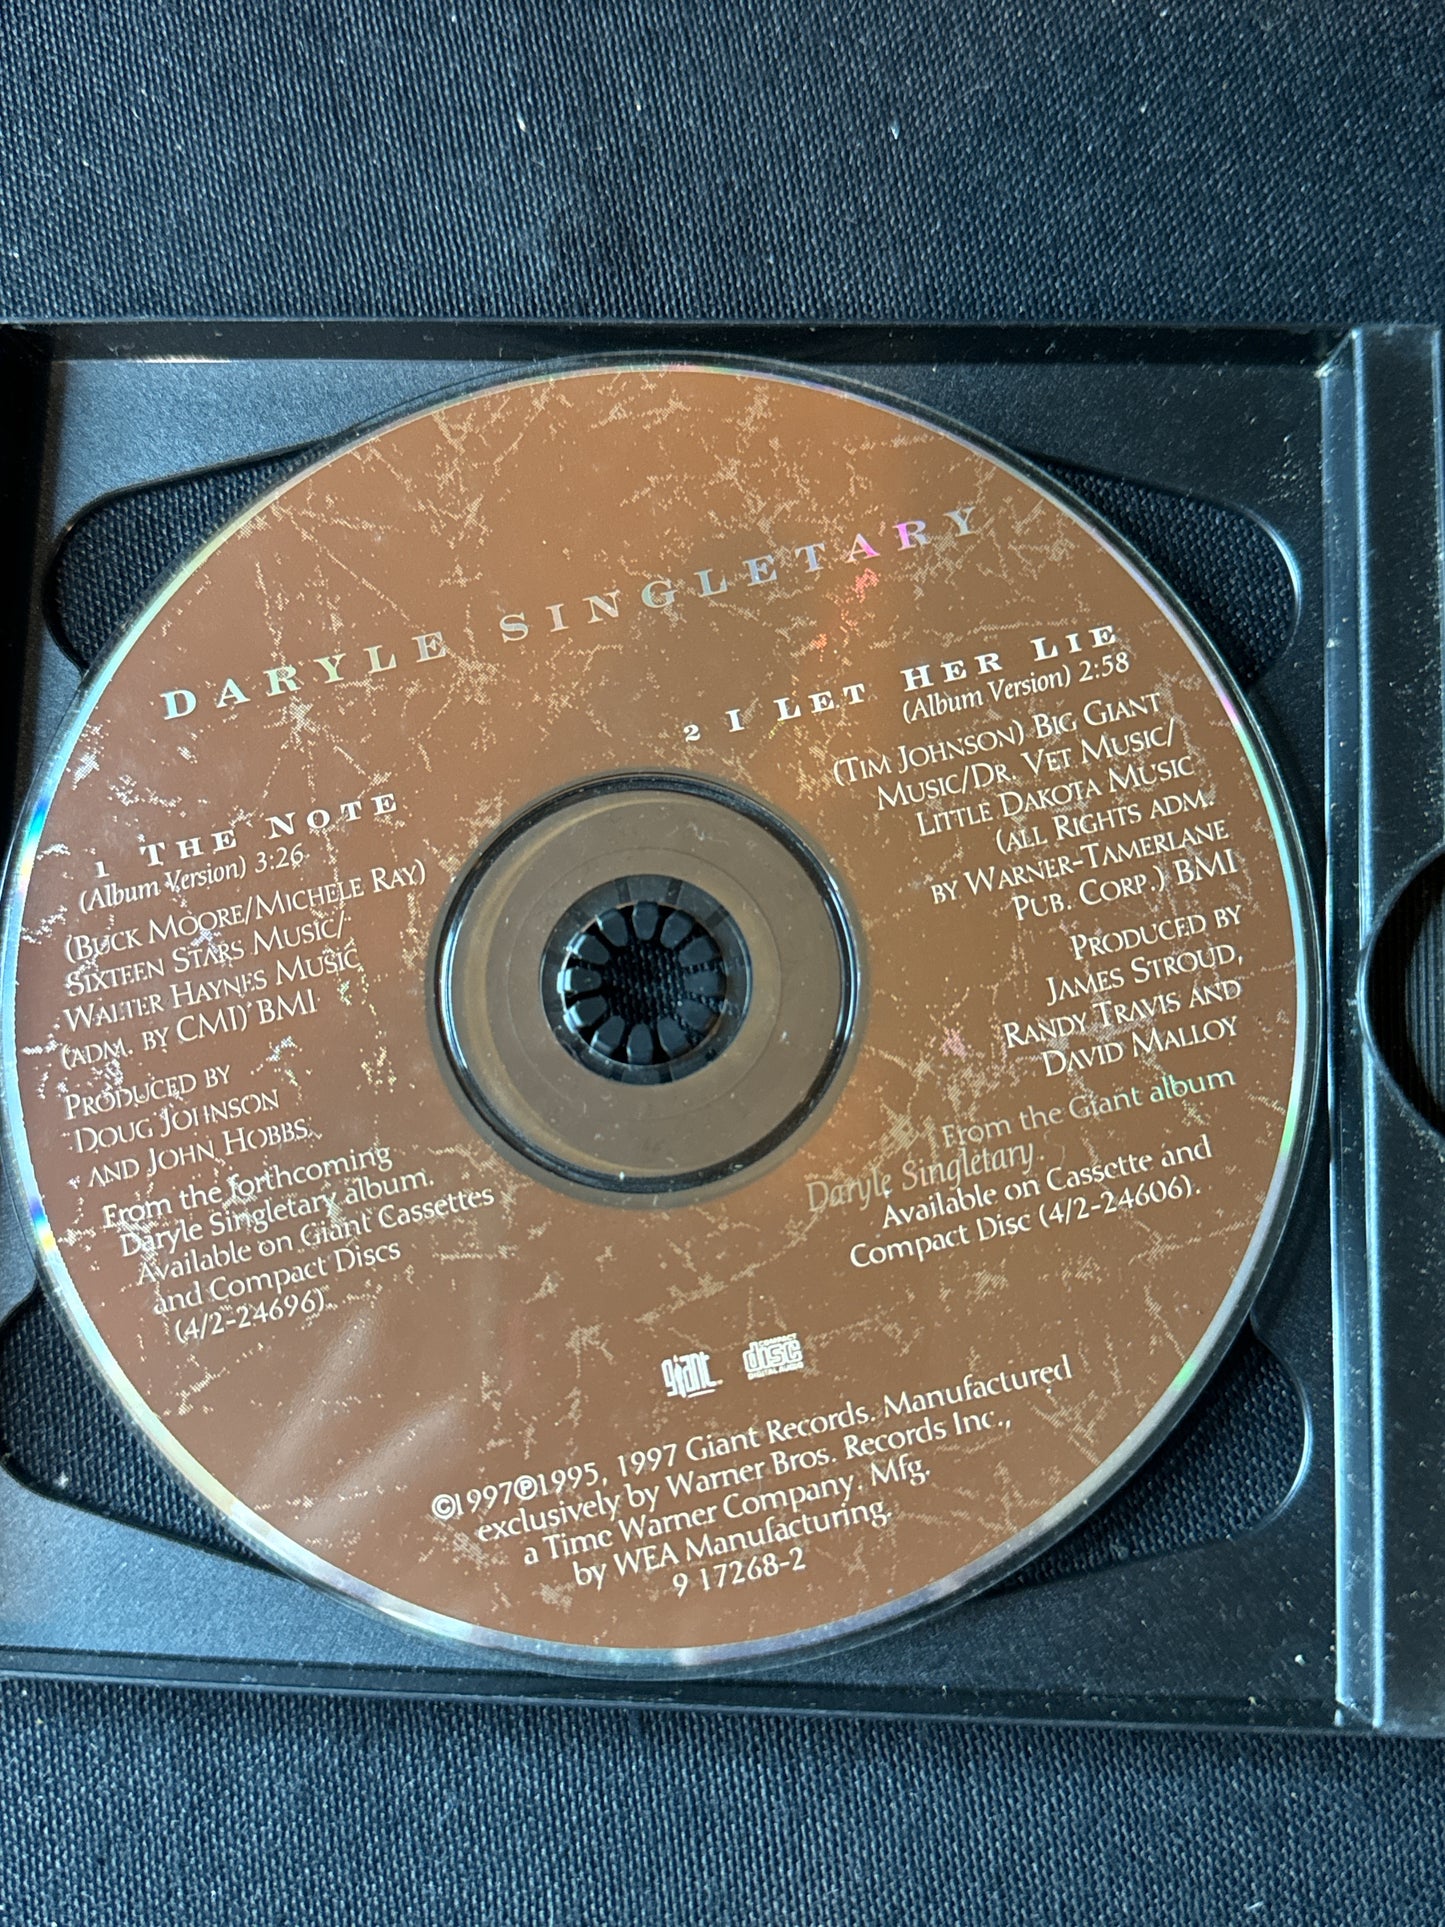 DARYLE SINGLETARY
1 THE NOTE
(Album Version) 3:26
(BUCK MOORE/MICHELE RAY)
SIXTEEN STARS MUSIC/
WALTER HAYNES MUSIC
(ADM. BY CMI) BMI
PRODUCED BY
DOUG JOHNSON
AND JOHN HOBBS
From the forthcoming
Daryle Singletary album.
Available on Giant Cassettes
and Compact Discs
(4/2-24696).
2 I LET HER LIE
(Album Version) 2:58
(TIM JOHNSON) BIG GIANT
MUSIC/DR. VET MUSIC/
LITTLE DAKOTA MUSIC
(ALL RIGHTS ADM.
BY WARNER-TAMERLANE
PUB. CORP.) BMI
PRODUCED BY
JAMES STROUD,
RANDY TRAVIS AND
DAVID MALLOY
From the Giant album
Daryle Singletary.
Available on Cassette and
Compact Disc (4/2-24606).
giant
COMPACT
disc
DIGITAL AUDIO
©1997℗1995, 1997 Giant Records. Manufactured
exclusively by Warner Bros. Records Inc.,
a Time Warner Company. Mfg.
by WEA Manufacturing.
9 17268-2